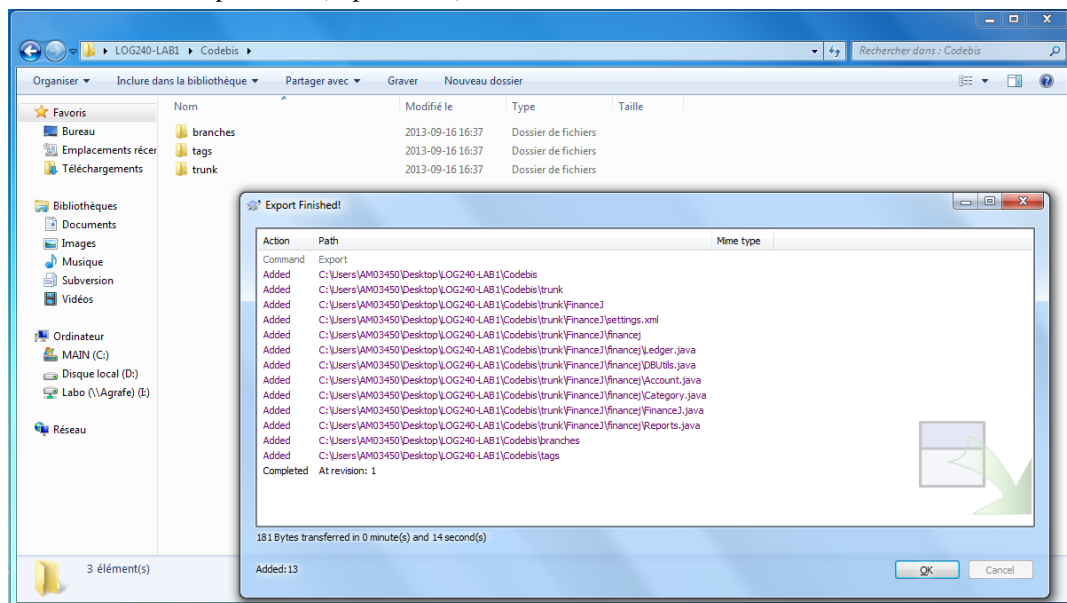 LOG240-LAB1 ▸ Codebis ▸
Rechercher dans : Codebis
Organiser
Inclure dans la bibliothèque
Partager avec
Graver
Nouveau dossier
Nom Modifié le Type Taille
Favoris
Bureau
Emplacements récer
Téléchargements
branches 2013-09-16 16:37 Dossier de fichiers
tags 2013-09-16 16:37 Dossier de fichiers
trunk 2013-09-16 16:37 Dossier de fichiers
Bibliothèques
Documents
Images
Musique
Subversion
Vidéos
Ordinateur
MAIN (C:)
Disque local (D:)
Labo (\\Agrafe) (I:)
Réseau
3 élément(s)
Export Finished!
Action Path Mime type
Command Export
Added C:\Users\AM03450\Desktop\LOG240-LAB1\Codebis
Added C:\Users\AM03450\Desktop\LOG240-LAB1\Codebis\trunk
Added C:\Users\AM03450\Desktop\LOG240-LAB1\Codebis\trunk\FinanceJ
Added C:\Users\AM03450\Desktop\LOG240-LAB1\Codebis\trunk\FinanceJ\settings.xml
Added C:\Users\AM03450\Desktop\LOG240-LAB1\Codebis\trunk\FinanceJ\financej
Added C:\Users\AM03450\Desktop\LOG240-LAB1\Codebis\trunk\FinanceJ\financej\Ledger.java
Added C:\Users\AM03450\Desktop\LOG240-LAB1\Codebis\trunk\FinanceJ\financej\DBUtils.java
Added C:\Users\AM03450\Desktop\LOG240-LAB1\Codebis\trunk\FinanceJ\financej\Account.java
Added C:\Users\AM03450\Desktop\LOG240-LAB1\Codebis\trunk\FinanceJ\financej\Category.java
Added C:\Users\AM03450\Desktop\LOG240-LAB1\Codebis\trunk\FinanceJ\financej\FinanceJ.java
Added C:\Users\AM03450\Desktop\LOG240-LAB1\Codebis\trunk\FinanceJ\financej\Reports.java
Added C:\Users\AM03450\Desktop\LOG240-LAB1\Codebis\branches
Added C:\Users\AM03450\Desktop\LOG240-LAB1\Codebis\tags
Completed At revision: 1
181 Bytes transferred in 0 minute(s) and 14 second(s)
Added:13
OK
Cancel